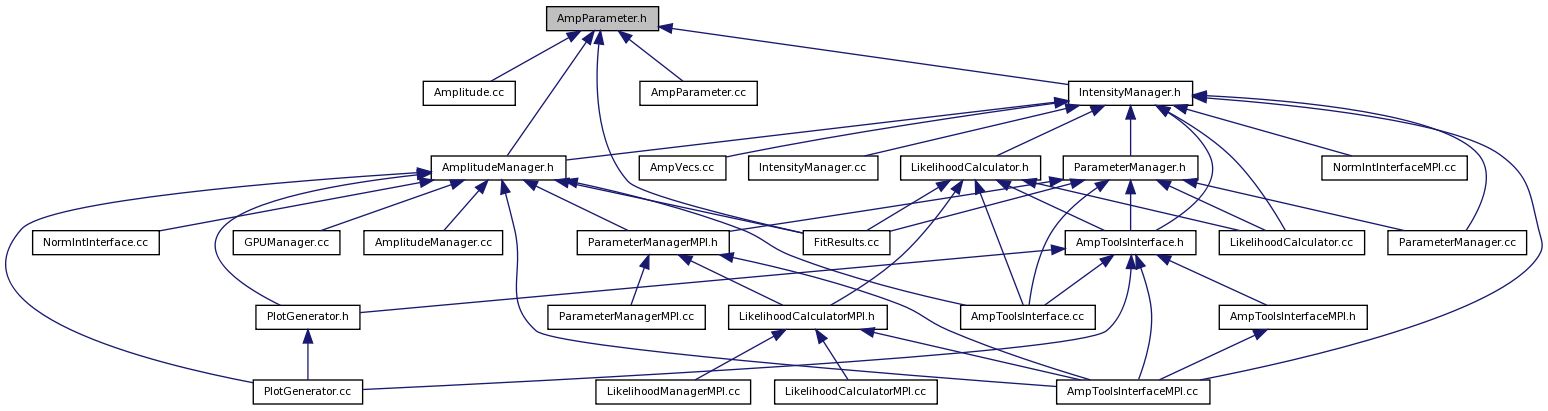 AmpParameter.h
Amplitude.cc
AmpParameter.cc
IntensityManager.h
AmplitudeManager.h
AmpVecs.cc
IntensityManager.cc
LikelihoodCalculator.h
ParameterManager.h
NormIntInterfaceMPI.cc
NormIntInterface.cc
GPUManager.cc
AmplitudeManager.cc
ParameterManagerMPI.h
FitResults.cc
AmpToolsInterface.h
LikelihoodCalculator.cc
ParameterManager.cc
PlotGenerator.h
ParameterManagerMPI.cc
LikelihoodCalculatorMPI.h
AmpToolsInterface.cc
AmpToolsInterfaceMPI.h
PlotGenerator.cc
LikelihoodManagerMPI.cc
LikelihoodCalculatorMPI.cc
AmpToolsInterfaceMPI.cc